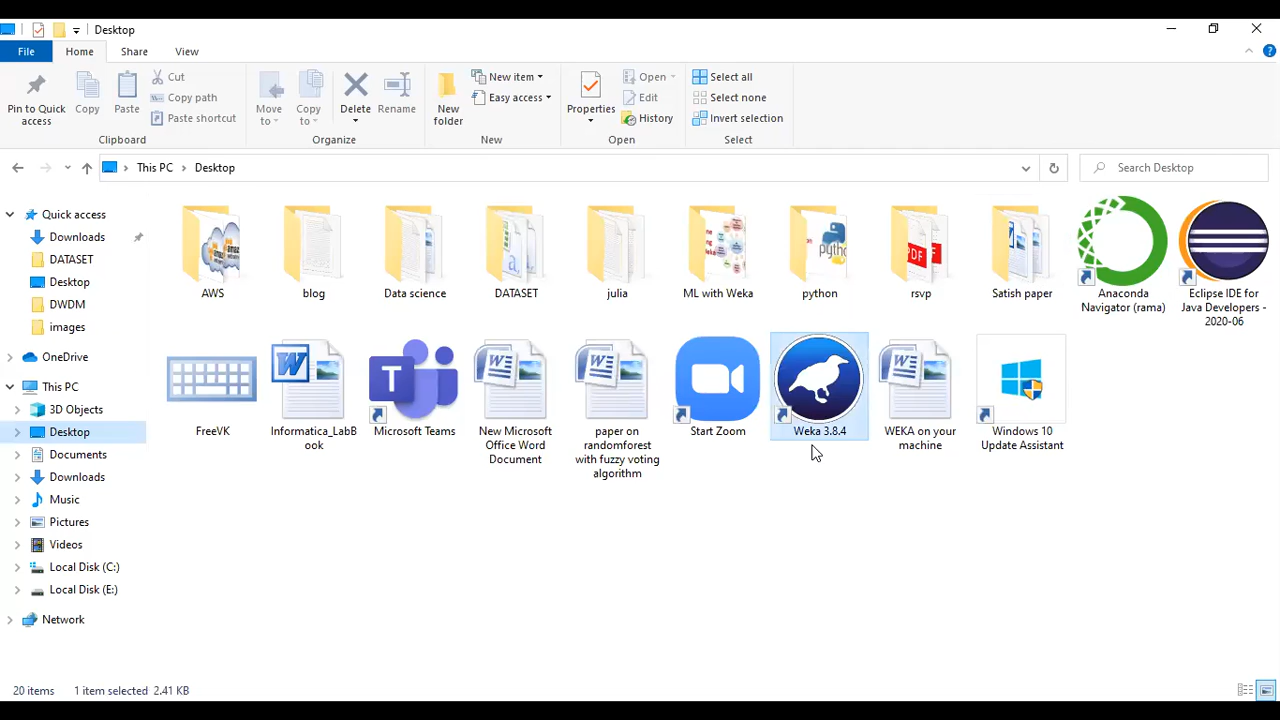 Desktop
File
Home
Share
View
Pin to Quick
access
Copy
Paste
Cut
Copy path
Paste shortcut
Clipboard
Move
to
Copy
to
Delete
Rename
Organize
New
folder
New item
Easy access
New
Properties
Open
Edit
History
Open
Select all
Select none
Invert selection
Select
This PC
Desktop
Search Desktop
Quick access
Downloads
DATASET
Desktop
DWDM
images
OneDrive
This PC
3D Objects
Desktop
Documents
Downloads
Music
Pictures
Videos
Local Disk (C:)
Local Disk (E:)
Network
AWS
blog
Data science
DATASET
julia
ML with Weka
python
rsvp
Satish paper
Anaconda
Navigator (rama)
Eclipse IDE for
Java Developers -
2020-06
FreeVK
Informatica_LabB
ook
Microsoft Teams
New Microsoft
Office Word
Document
paper on
randomforest
with fuzzy voting
algorithm
Start Zoom
Weka 3.8.4
WEKA on your
machine
Windows 10
Update Assistant
20 items
1 item selected 2.41 KB